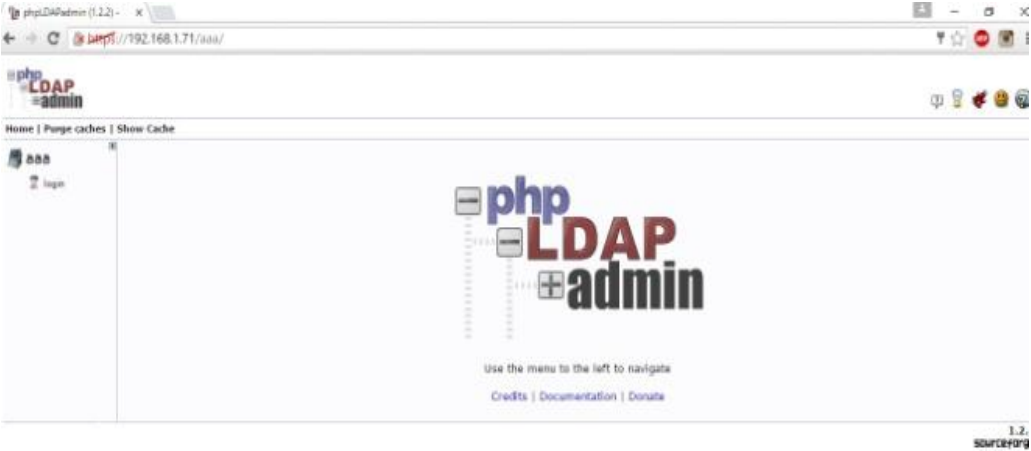 phpLDAPadmin (1.2.2) -
https://192.168.1.71/aaa/
php
LDAP
admin
Home | Purge caches | Show Cache
aaa
login
php
LDAP
admin
Use the menu to the left to navigate
Credits | Documentation | Donate
1.2.
sourceforg